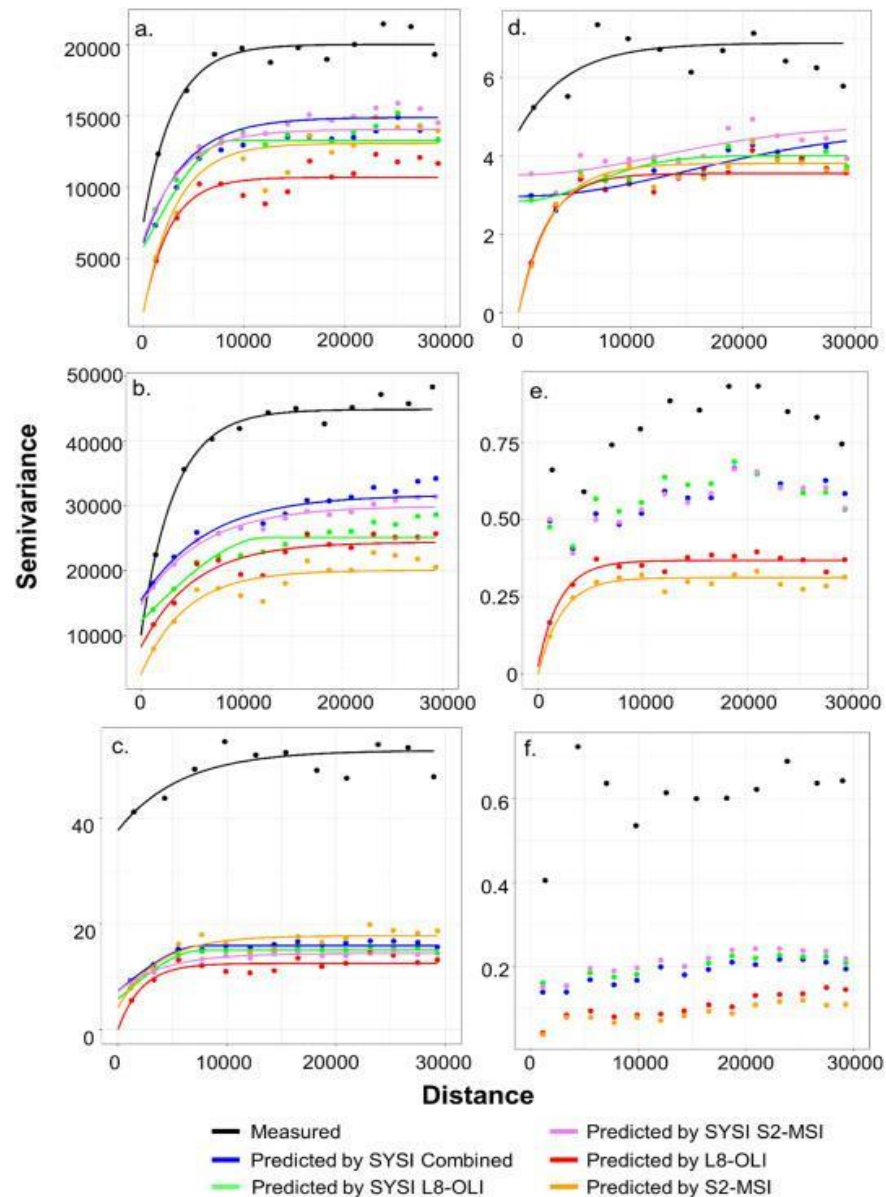 a.
20000
15000
10000
5000
0 10000 20000 30000
d.
6
4
2
0
0 10000 20000 30000
b.
50000
40000
30000
20000
10000
0 10000 20000 30000
e.
0.75
0.50
0.25
0
0 10000 20000 30000
c.
40
20
0
0 10000 20000 30000
f.
0.6
0.4
0.2
0 10000 20000 30000
Semivariance
Distance
Measured
Predicted by SYSI Combined
Predicted by SYSI L8-OLI
Predicted by SYSI S2-MSI
Predicted by L8-OLI
Predicted by S2-MSI